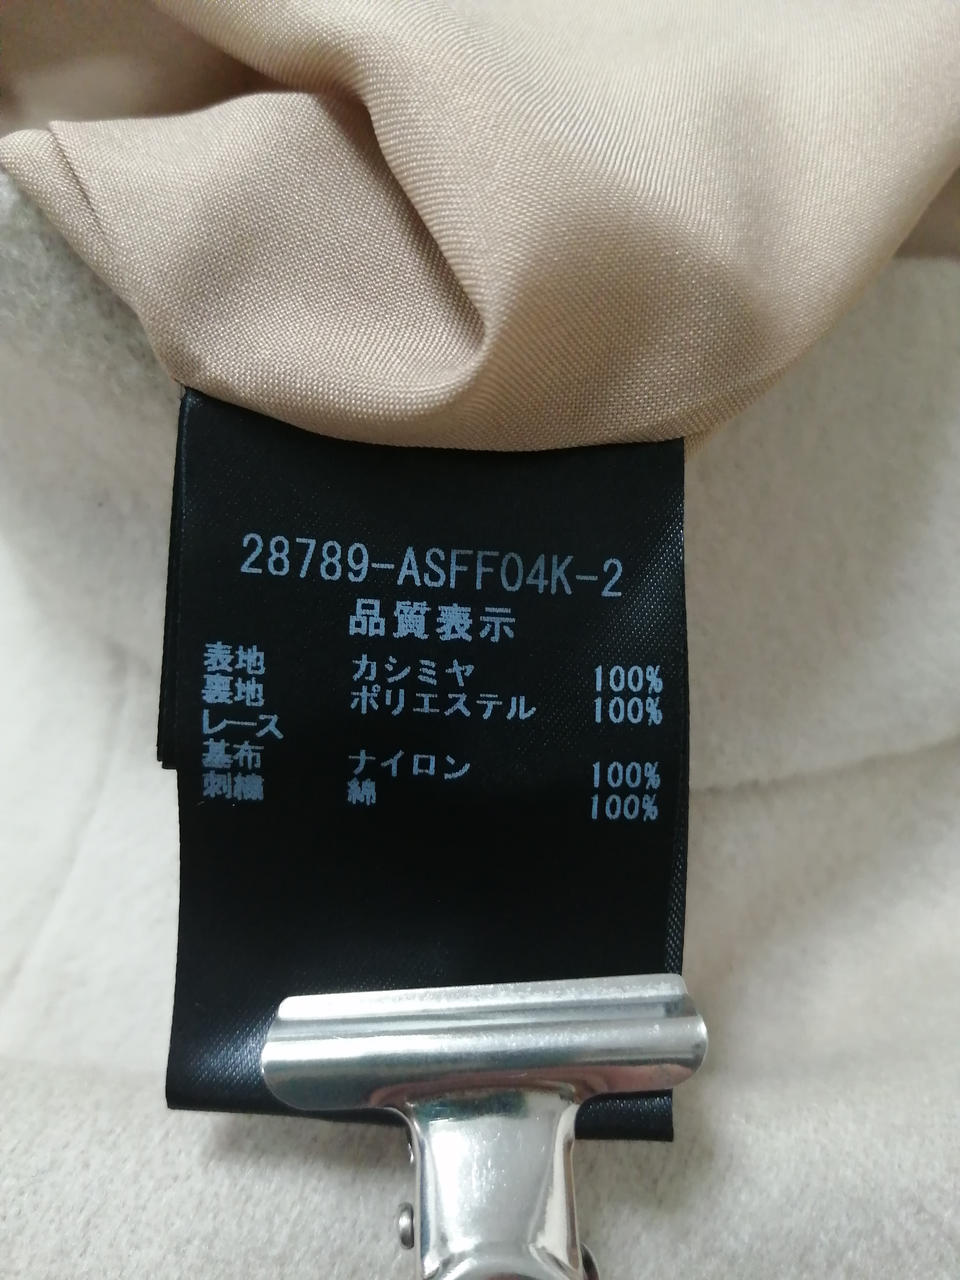 28789-ASFF04K-2
品質表示
表地 カシミヤ 100%
裏地 ポリエステル 100%
レース
基布 ナイロン 100%
刺繍 綿 100%